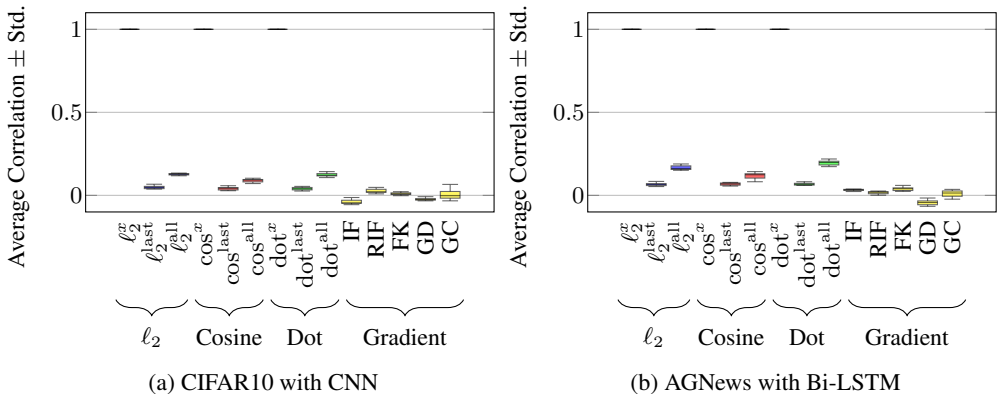 Average Correlation ± Std.
1
0.5
0
ℓ₂ˣ
ℓ₂ˡᵃˢᵗ
ℓ₂ᵃˡˡ
cosˣ
cosˡᵃˢᵗ
cosᵃˡˡ
dotˣ
dotˡᵃˢᵗ
dotᵃˡˡ
IF
RIF
FK
GD
GC
ℓ₂ Cosine Dot Gradient
(a) CIFAR10 with CNN
Average Correlation ± Std.
1
0.5
0
ℓ₂ˣ
ℓ₂ˡᵃˢᵗ
ℓ₂ᵃˡˡ
cosˣ
cosˡᵃˢᵗ
cosᵃˡˡ
dotˣ
dotˡᵃˢᵗ
dotᵃˡˡ
IF
RIF
FK
GD
GC
ℓ₂ Cosine Dot Gradient
(b) AGNews with Bi-LSTM